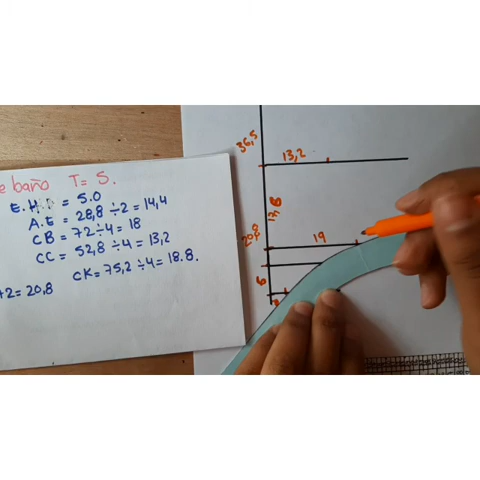 e baño T= S.
E.H = 5.0
A.E = 28,8 ÷2 = 14,4
CB = 72÷4 = 18
CC = 52,8 ÷4 = 13,2
CK = 75,2 ÷4 = 18.8.
+2=20,8
36,5
13,2
17,8
20,8
19
6